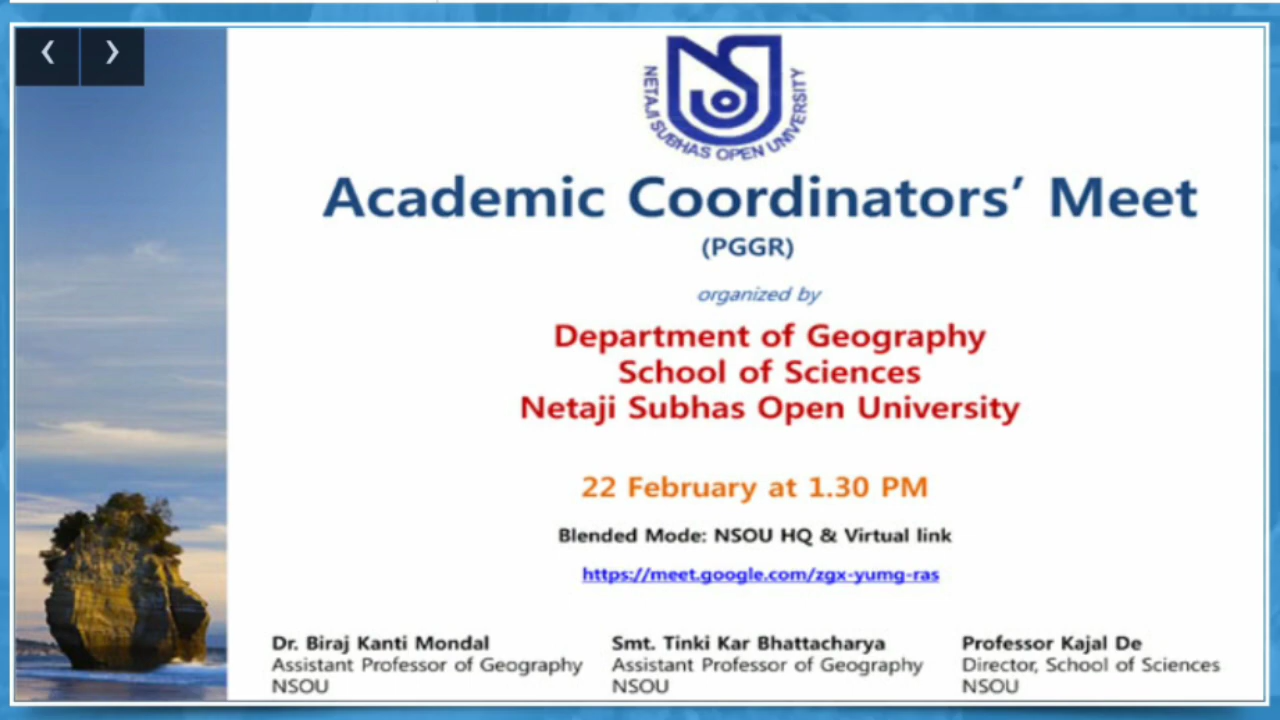 NETAJI SUBHAS OPEN UNIVERSITY
Academic Coordinators’ Meet
(PGGR)
organized by
Department of Geography
School of Sciences
Netaji Subhas Open University
22 February at 1.30 PM
Blended Mode: NSOU HQ & Virtual link
https://meet.google.com/zgx-yumg-ras
Dr. Biraj Kanti Mondal
Assistant Professor of Geography
NSOU
Smt. Tinki Kar Bhattacharya
Assistant Professor of Geography
NSOU
Professor Kajal De
Director, School of Sciences
NSOU